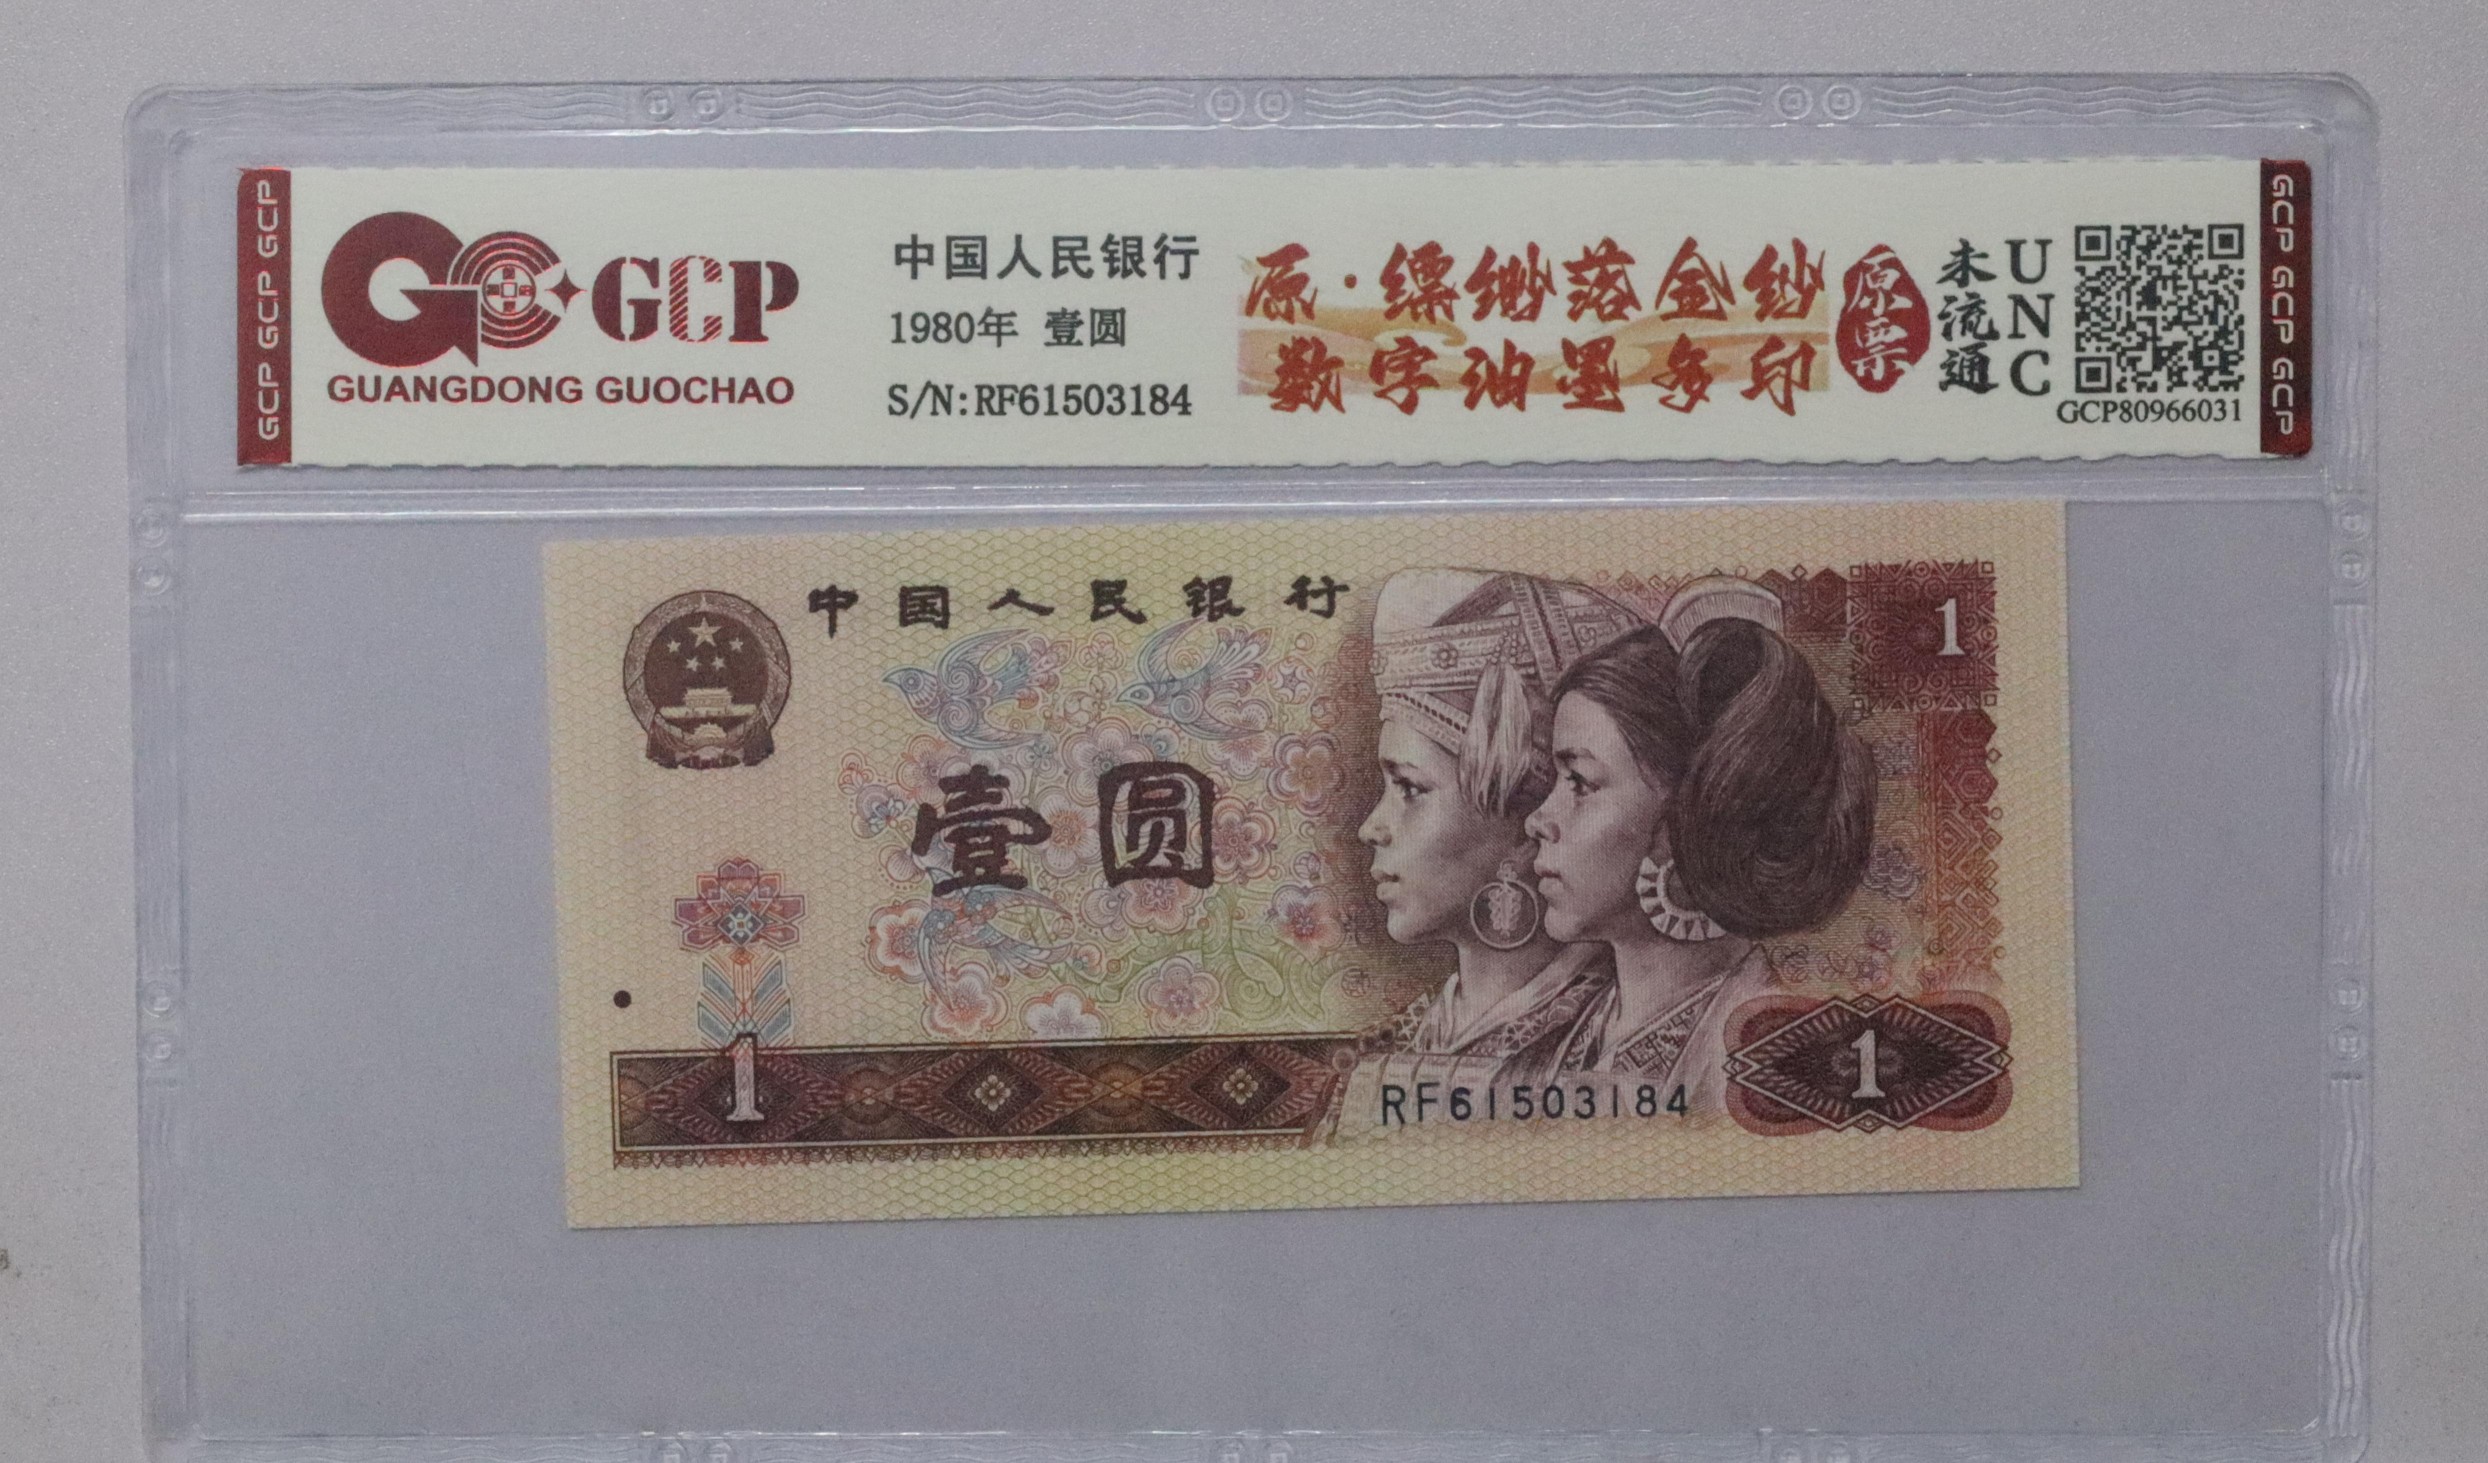 GCP GCP GCP
GCP
GUANGDONG GUOCHAO
中国人民银行
1980年 壹圆
S/N:RF61503184
原·缥缈落金纱
数字油墨多印
原票
未流通
UNC
GCP80966031
GCP GCP GCP
中国人民银行
1
壹圆
1
RF61503184
1